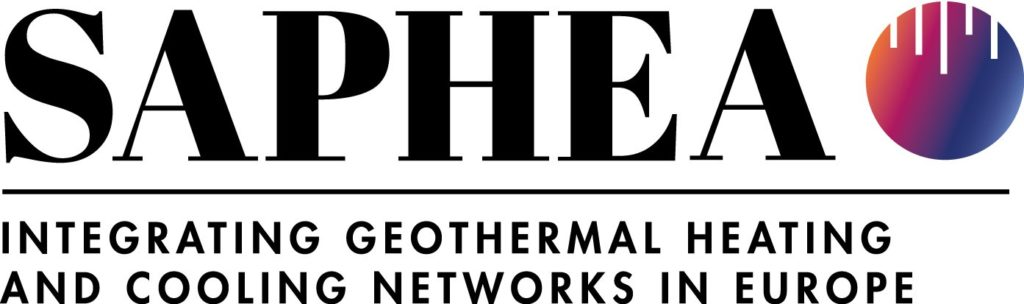 SAPHEA
INTEGRATING GEOTHERMAL HEATING
AND COOLING NETWORKS IN EUROPE